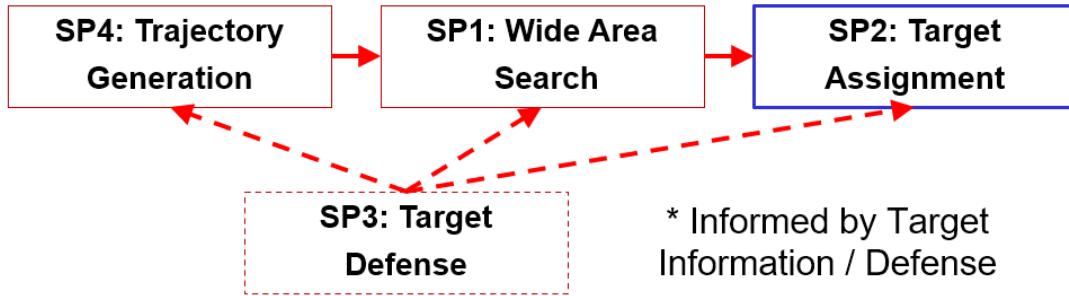 SP4: Trajectory
Generation
SP1: Wide Area
Search
SP2: Target
Assignment
SP3: Target
Defense
* Informed by Target
Information / Defense